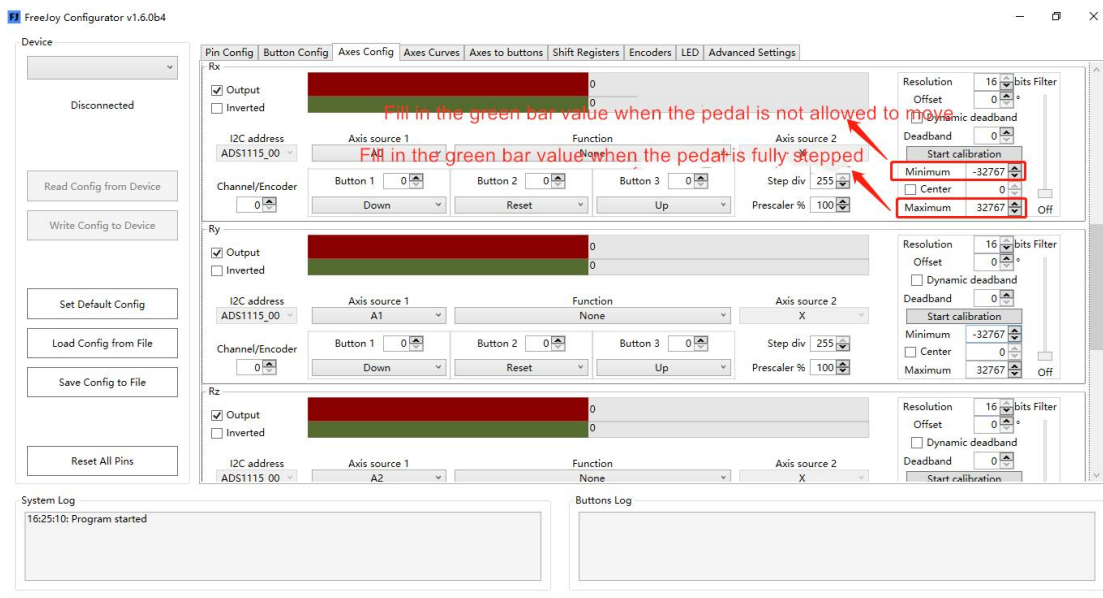 FJ FreeJoy Configurator v1.6.0b4
Device
Disconnected
Read Config from Device
Write Config to Device
Set Default Config
Load Config from File
Save Config to File
Reset All Pins
Pin Config Button Config Axes Config Axes Curves Axes to buttons Shift Registers Encoders LED Advanced Settings
Rx
Output
Inverted
0
0
Fill in the green bar value when the pedal is not allowed to move
I2C address Axis source 1 Function Axis source 2
ADS1115_00 A0 None X
Fill in the green bar value when the pedal is fully stepped
Channel/Encoder
0
Button 1 0 Button 2 0 Button 3 0 Step div 255
Down Reset Up Prescaler % 100
Resolution 16 bits Filter
Offset 0 °
Dynamic deadband
Deadband 0
Start calibration
Minimum -32767
Center 0
Maximum 32767 Off
Ry
Output
Inverted
0
0
I2C address Axis source 1 Function Axis source 2
ADS1115_00 A1 None X
Channel/Encoder
0
Button 1 0 Button 2 0 Button 3 0 Step div 255
Down Reset Up Prescaler % 100
Resolution 16 bits Filter
Offset 0 °
Dynamic deadband
Deadband 0
Start calibration
Minimum -32767
Center 0
Maximum 32767 Off
Rz
Output
Inverted
0
0
I2C address Axis source 1 Function Axis source 2
ADS1115 00 A2 None X
Resolution 16 bits Filter
Offset 0 °
Dynamic deadband
Deadband 0
Start calibration
System Log
16:25:10: Program started
Buttons Log